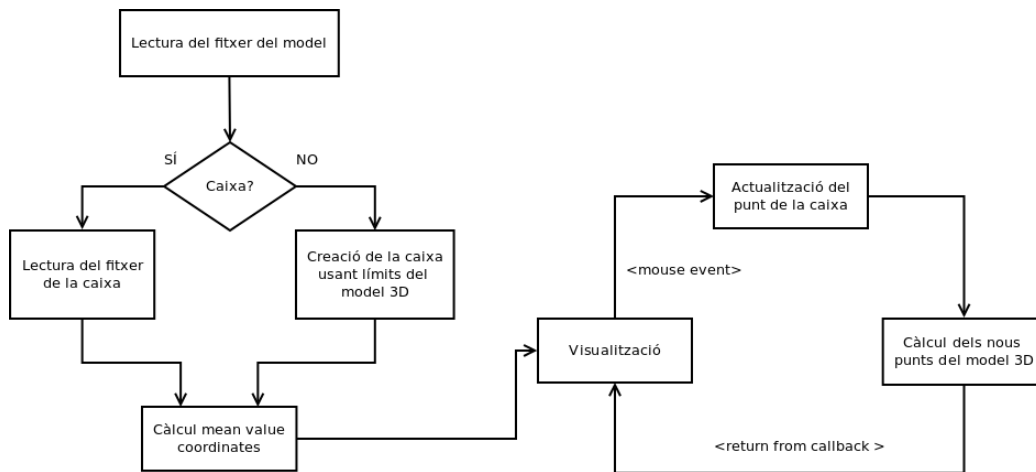 Lectura del fitxer del model
SÍ
NO
Caixa?
Lectura del fitxer
de la caixa
Creació de la caixa
usant límits del
model 3D
Càlcul mean value
coordinates
Visualització
<mouse event>
Actualització del
punt de la caixa
Càlcul dels nous
punts del model 3D
<return from callback >